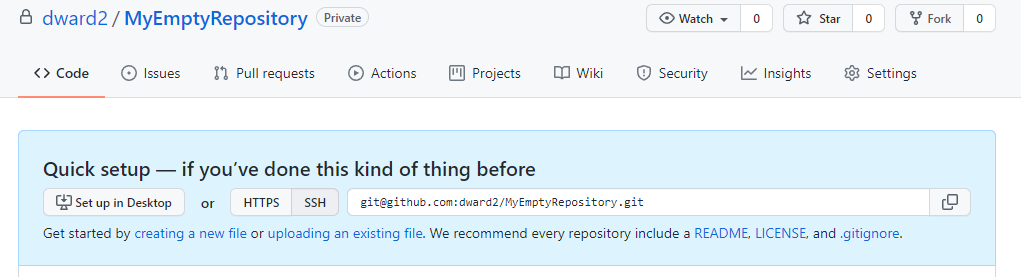 dward2 / MyEmptyRepository Private Watch 0 Star 0 Fork 0
Code Issues Pull requests Actions Projects Wiki Security Insights Settings
Quick setup — if you’ve done this kind of thing before
Set up in Desktop or HTTPS SSH git@github.com:dward2/MyEmptyRepository.git
Get started by creating a new file or uploading an existing file. We recommend every repository include a README, LICENSE, and .gitignore.